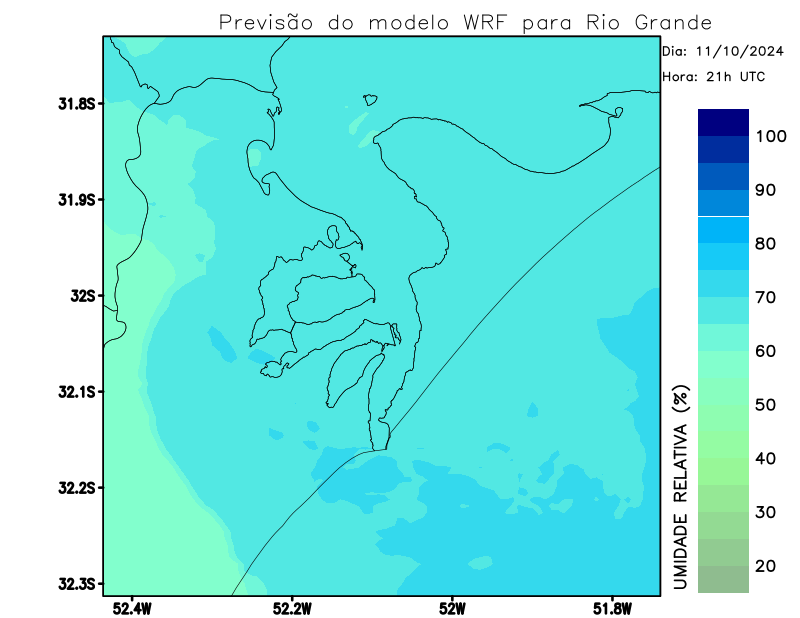 Previsão do modelo WRF para Rio Grande
Dia: 11/10/2024
Hora: 21h UTC
31.8S
31.9S
32S
32.1S
32.2S
32.3S
52.4W
52.2W
52W
51.8W
100
90
80
70
60
50
40
30
20
UMIDADE RELATIVA (%)